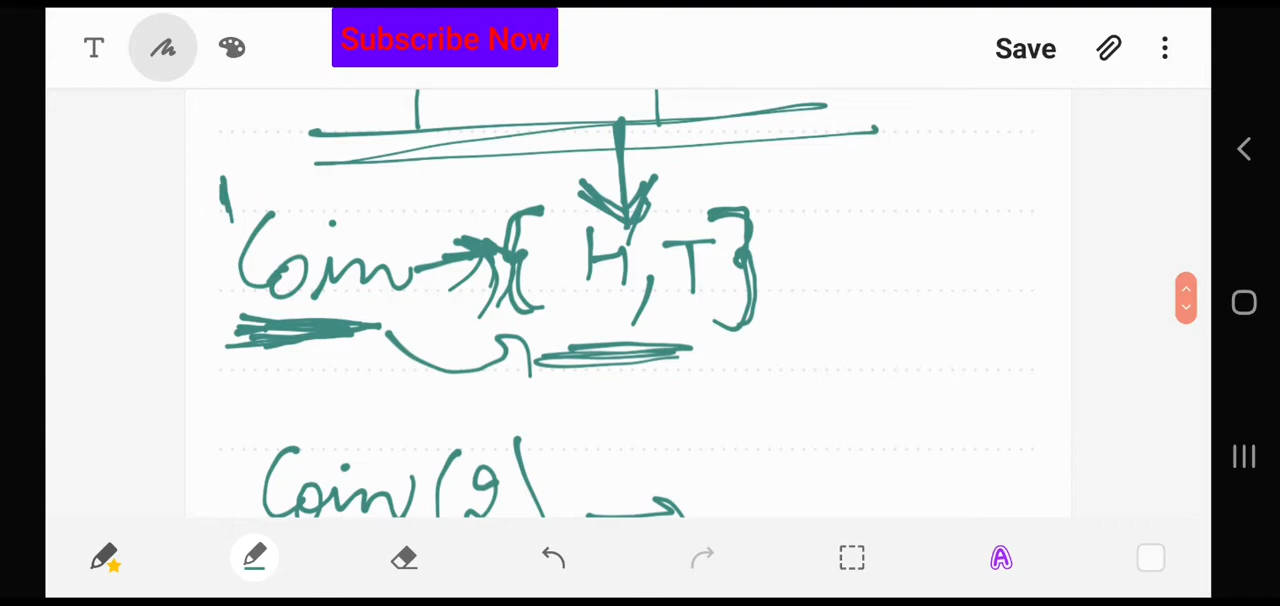 T Subscribe Now Save
Coin → { H, T }
Coin (2) →
A